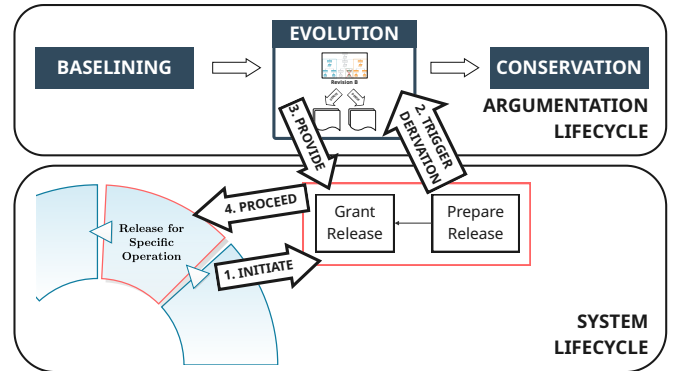 EVOLUTION
BASELINING
CONSERVATION
Revision B
ARGUMENTATION
LIFECYCLE
3. PROVIDE
2. TRIGGER
DERIVATION
4. PROCEED
Grant
Release
Prepare
Release
Release for
Specific
Operation
1. INITIATE
SYSTEM
LIFECYCLE